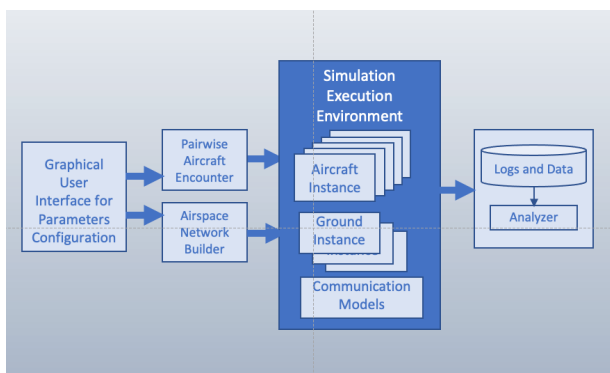 Simulation
Execution
Environment
Graphical
User
Interface for
Parameters
Configuration
Pairwise
Aircraft
Encounter
Airspace
Network
Builder
Aircraft
Instance
Ground
Instance
Instance
Communication
Models
Logs and Data
Analyzer